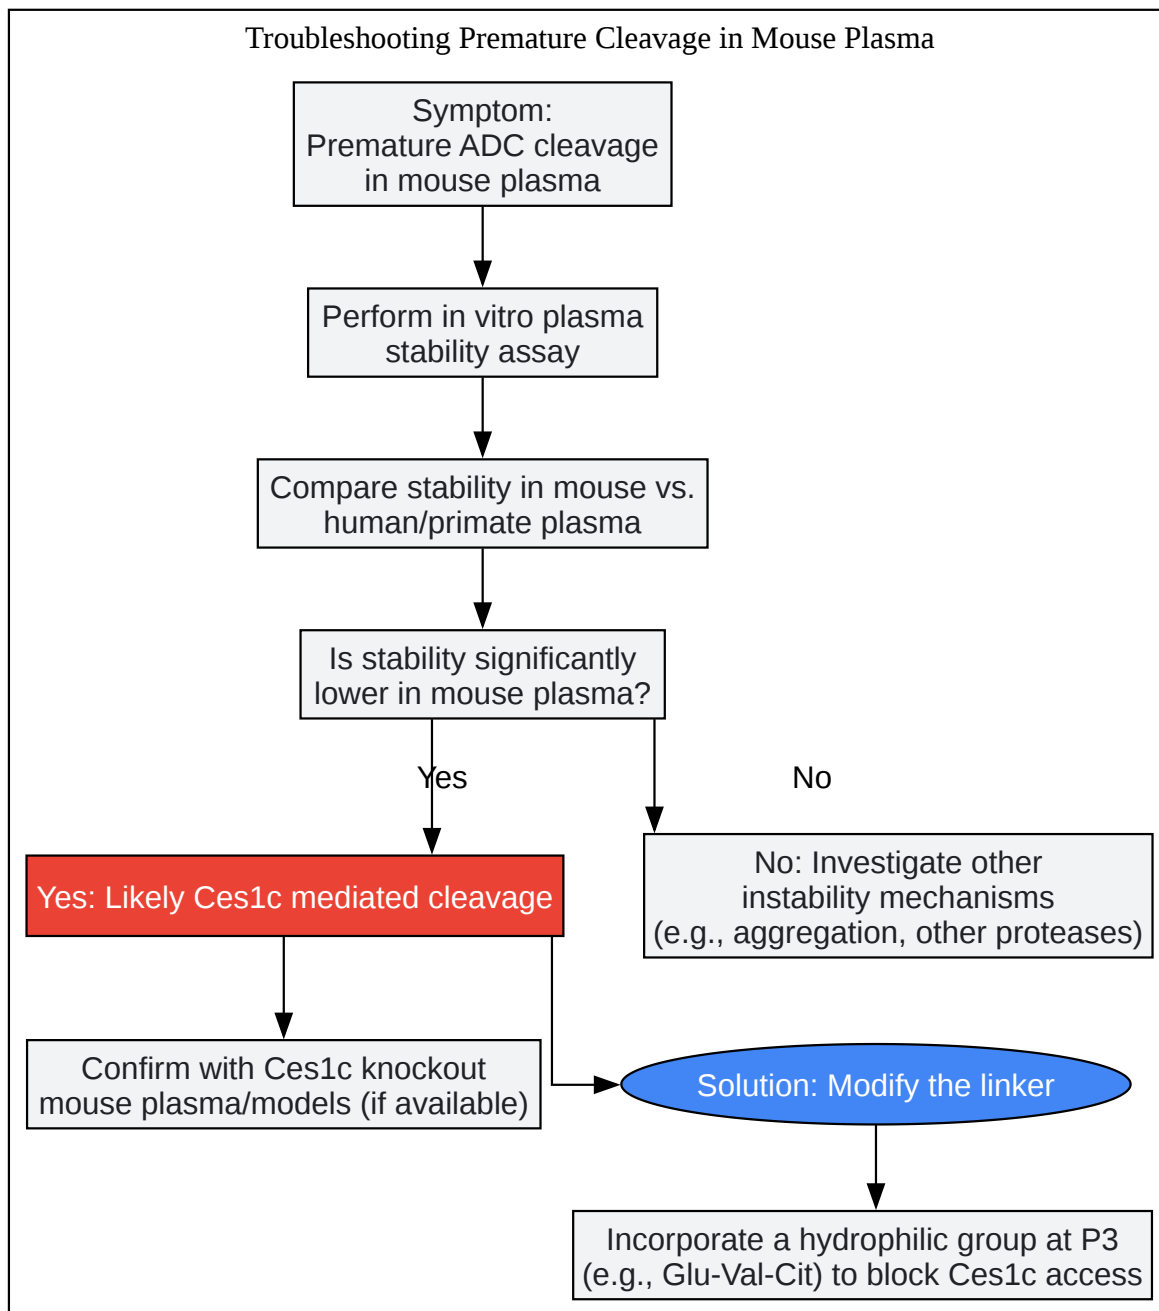 Troubleshooting Premature Cleavage in Mouse Plasma
Symptom:
Premature ADC cleavage
in mouse plasma
Perform in vitro plasma
stability assay
Compare stability in mouse vs.
human/primate plasma
Is stability significantly
lower in mouse plasma?
Yes
No
Yes: Likely Ces1c mediated cleavage
No: Investigate other
instability mechanisms
(e.g., aggregation, other proteases)
Confirm with Ces1c knockout
mouse plasma/models (if available)
Solution: Modify the linker
Incorporate a hydrophilic group at P3
(e.g., Glu-Val-Cit) to block Ces1c access